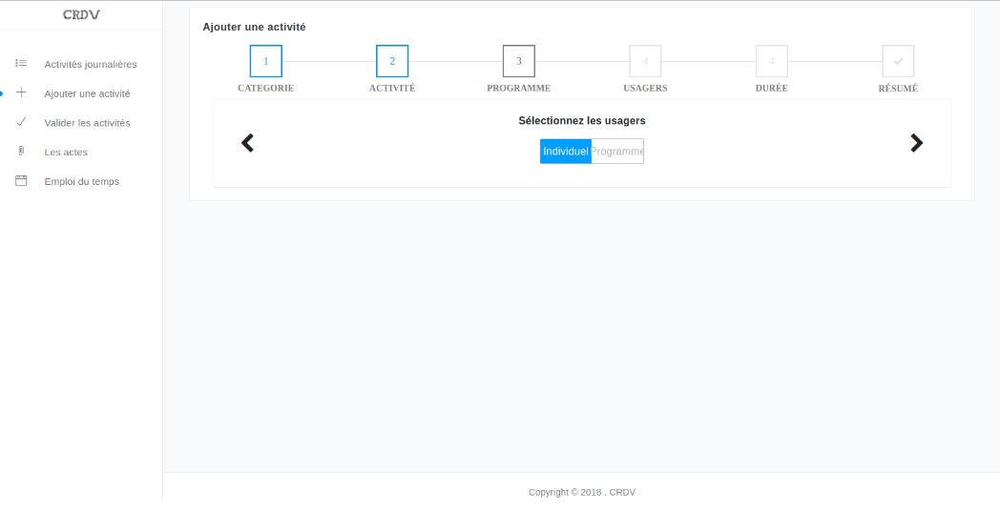 CRDV
Activités journalières
Ajouter une activité
Valider les activités
Les actes
Emploi du temps
Ajouter une activité
1
2
3
4
4
CATEGORIE
ACTIVITÉ
PROGRAMME
USAGERS
DURÉE
RÉSUMÉ
Sélectionnez les usagers
Individuel Programme
Copyright © 2018 . CRDV